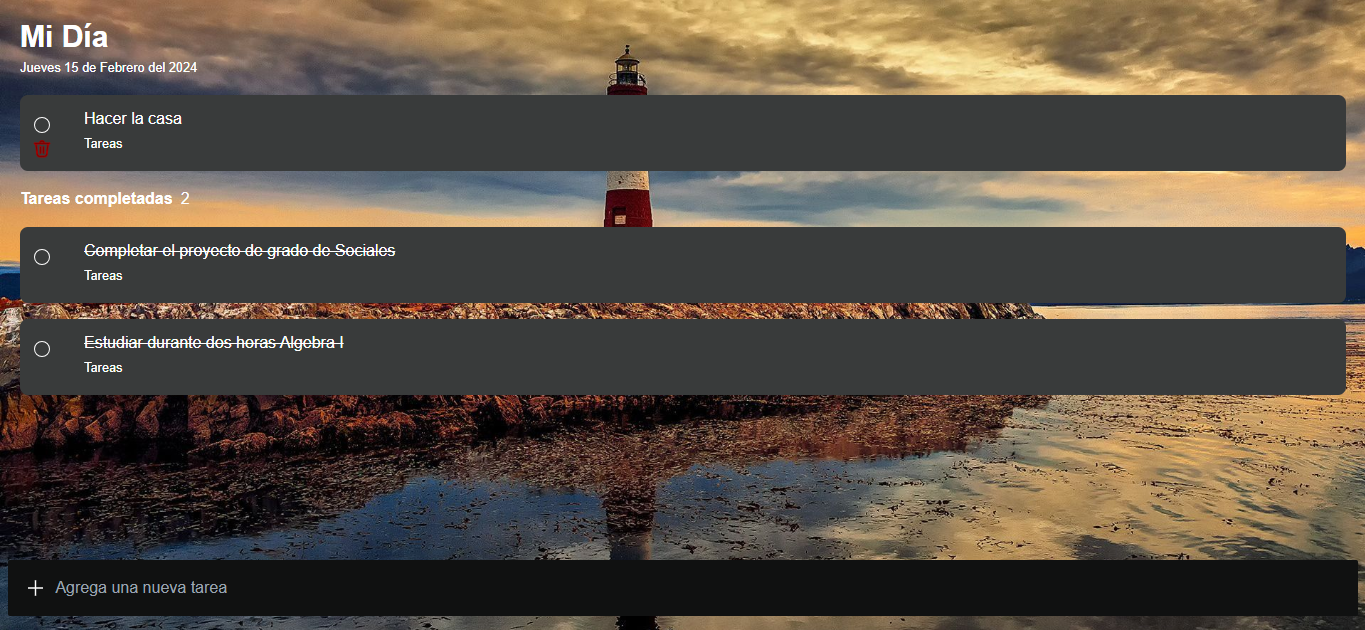 Mi Día
Jueves 15 de Febrero del 2024
Hacer la casa
Tareas
Tareas completadas 2
Completar el proyecto de grado de Sociales
Tareas
Estudiar durante dos horas Algebra I
Tareas
Agrega una nueva tarea